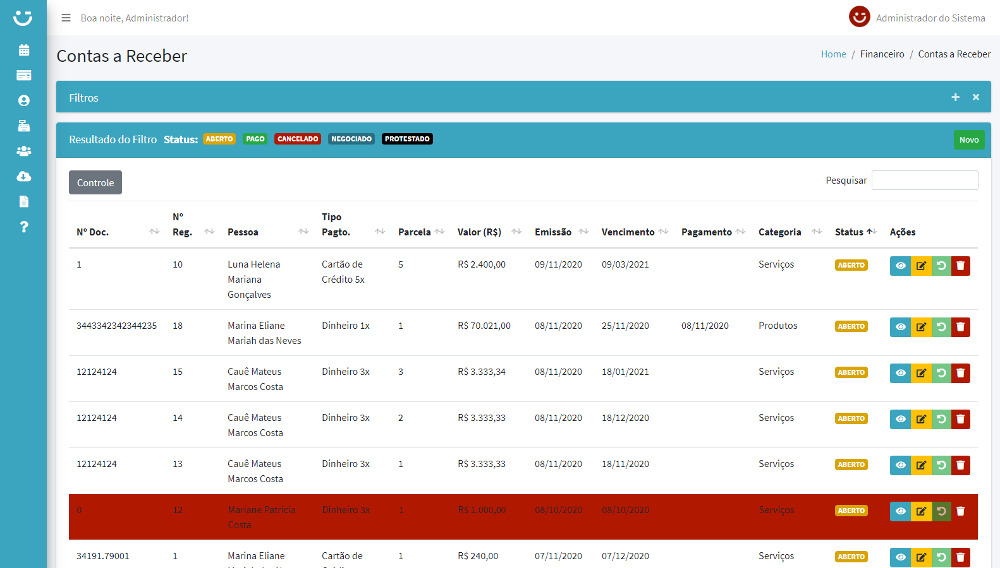 Boa noite, Administrador!
Administrador do Sistema
Contas a Receber
Home / Financeiro / Contas a Receber
Filtros
Resultado do Filtro Status: ABERTO PAGO CANCELADO NEGOCIADO PROTESTADO
Novo
Controle
Pesquisar
Nº Doc. Nº Reg. Pessoa Tipo Pagto. Parcela Valor (R$) Emissão Vencimento Pagamento Categoria Status Ações
1 10 Luna Helena Cartão de 5 R$ 2.400,00 09/11/2020 09/03/2021 Serviços ABERTO
Mariana Crédito 5x
Gonçalves
3443342342344235 18 Marina Eliane Dinheiro 1x 1 R$ 70.021,00 08/11/2020 25/11/2020 08/11/2020 Produtos ABERTO
Mariah das Neves
12124124 15 Cauê Mateus Dinheiro 3x 3 R$ 3.333,34 08/11/2020 18/01/2021 Serviços ABERTO
Marcos Costa
12124124 14 Cauê Mateus Dinheiro 3x 2 R$ 3.333,33 08/11/2020 18/12/2020 Serviços ABERTO
Marcos Costa
12124124 13 Cauê Mateus Dinheiro 3x 1 R$ 3.333,33 08/11/2020 18/11/2020 Serviços ABERTO
Marcos Costa
0 12 Mariane Patrícia Dinheiro 3x 1 R$ 1.000,00 08/10/2020 08/10/2020 Serviços ABERTO
Costa
34191.79001 1 Marina Eliane Cartão de 1 R$ 240,00 07/11/2020 07/12/2020 Serviços ABERTO